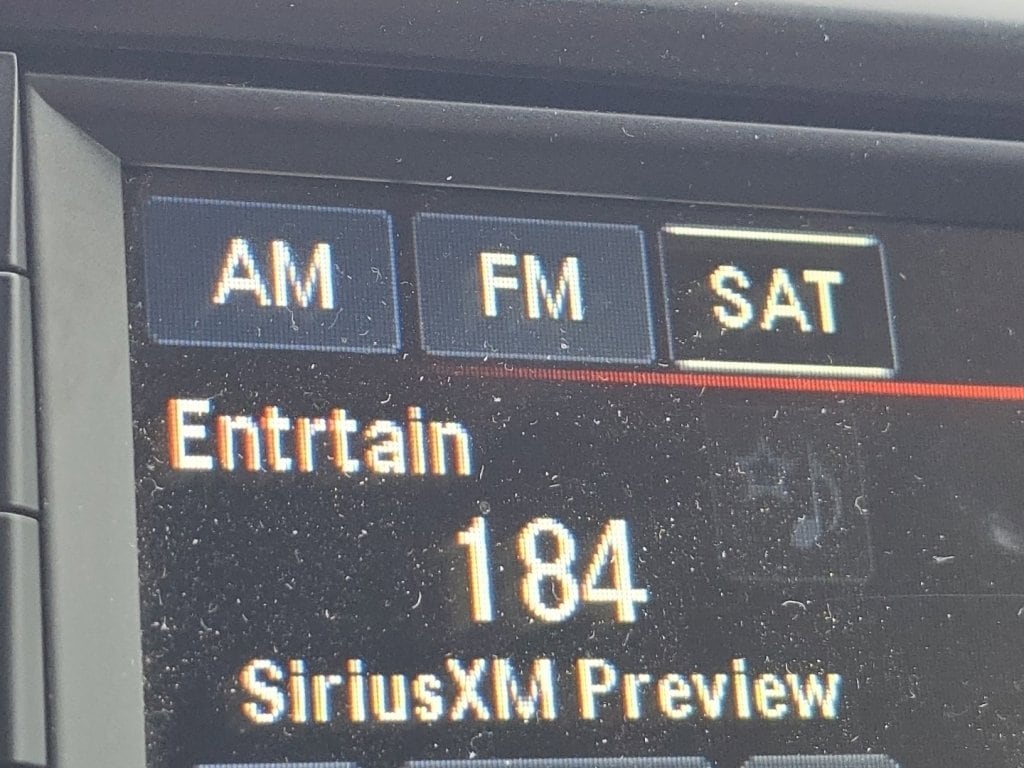 AM FM SAT
Entrtain
184
SiriusXM Preview